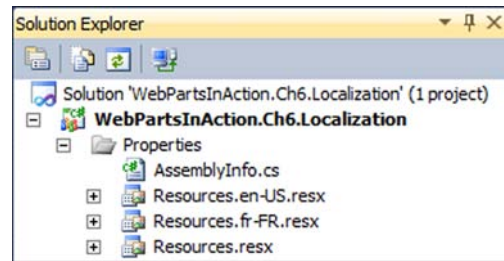 Solution Explorer
Solution 'WebPartsInAction.Ch6.Localization' (1 project)
WebPartsInAction.Ch6.Localization
Properties
AssemblyInfo.cs
Resources.en-US.resx
Resources.fr-FR.resx
Resources.resx